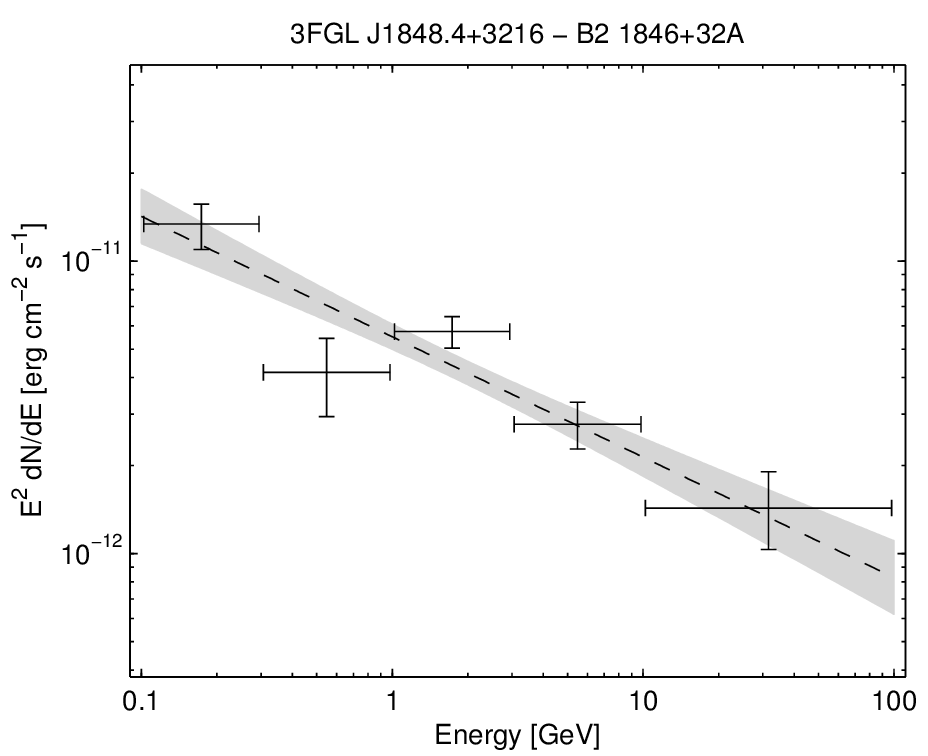 3FGL J1848.4+3216 − B2 1846+32A
E² dN/dE [erg cm⁻² s⁻¹]
10⁻¹¹
10⁻¹²
0.1 1 10 100
Energy [GeV]